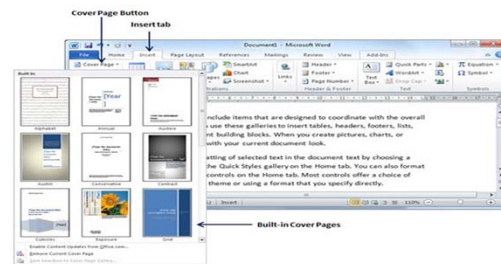 Cover Page Button
Insert tab
Document1 - Microsoft Word
File Home Insert Page Layout References Mailings Review View Add-Ins
Cover Page
SmartArt
Chart
Screenshot
Links
Header
Footer
Page Number
Header & Footer
Text Box
Quick Parts
WordArt
Drop Cap
Text
Equation
Symbol
Symbols
Built-in
Alphabet Annual Austere
Austin Conservative Contrast
Cubicles Exposure Grid
Enable Content Updates from Office.com...
Remove Current Cover Page
Save Selection to Cover Page Gallery...
nclude items that are designed to coordinate with the overall
use these galleries to insert tables, headers, footers, lists,
nt building blocks. When you create pictures, charts, or
with your current document look.
atting of selected text in the document text by choosing a
he Quick Styles gallery on the Home tab. You can also format
controls on the Home tab. Most controls offer a choice of
theme or using a format that you specify directly.
Insert
110%
Built-in Cover Pages